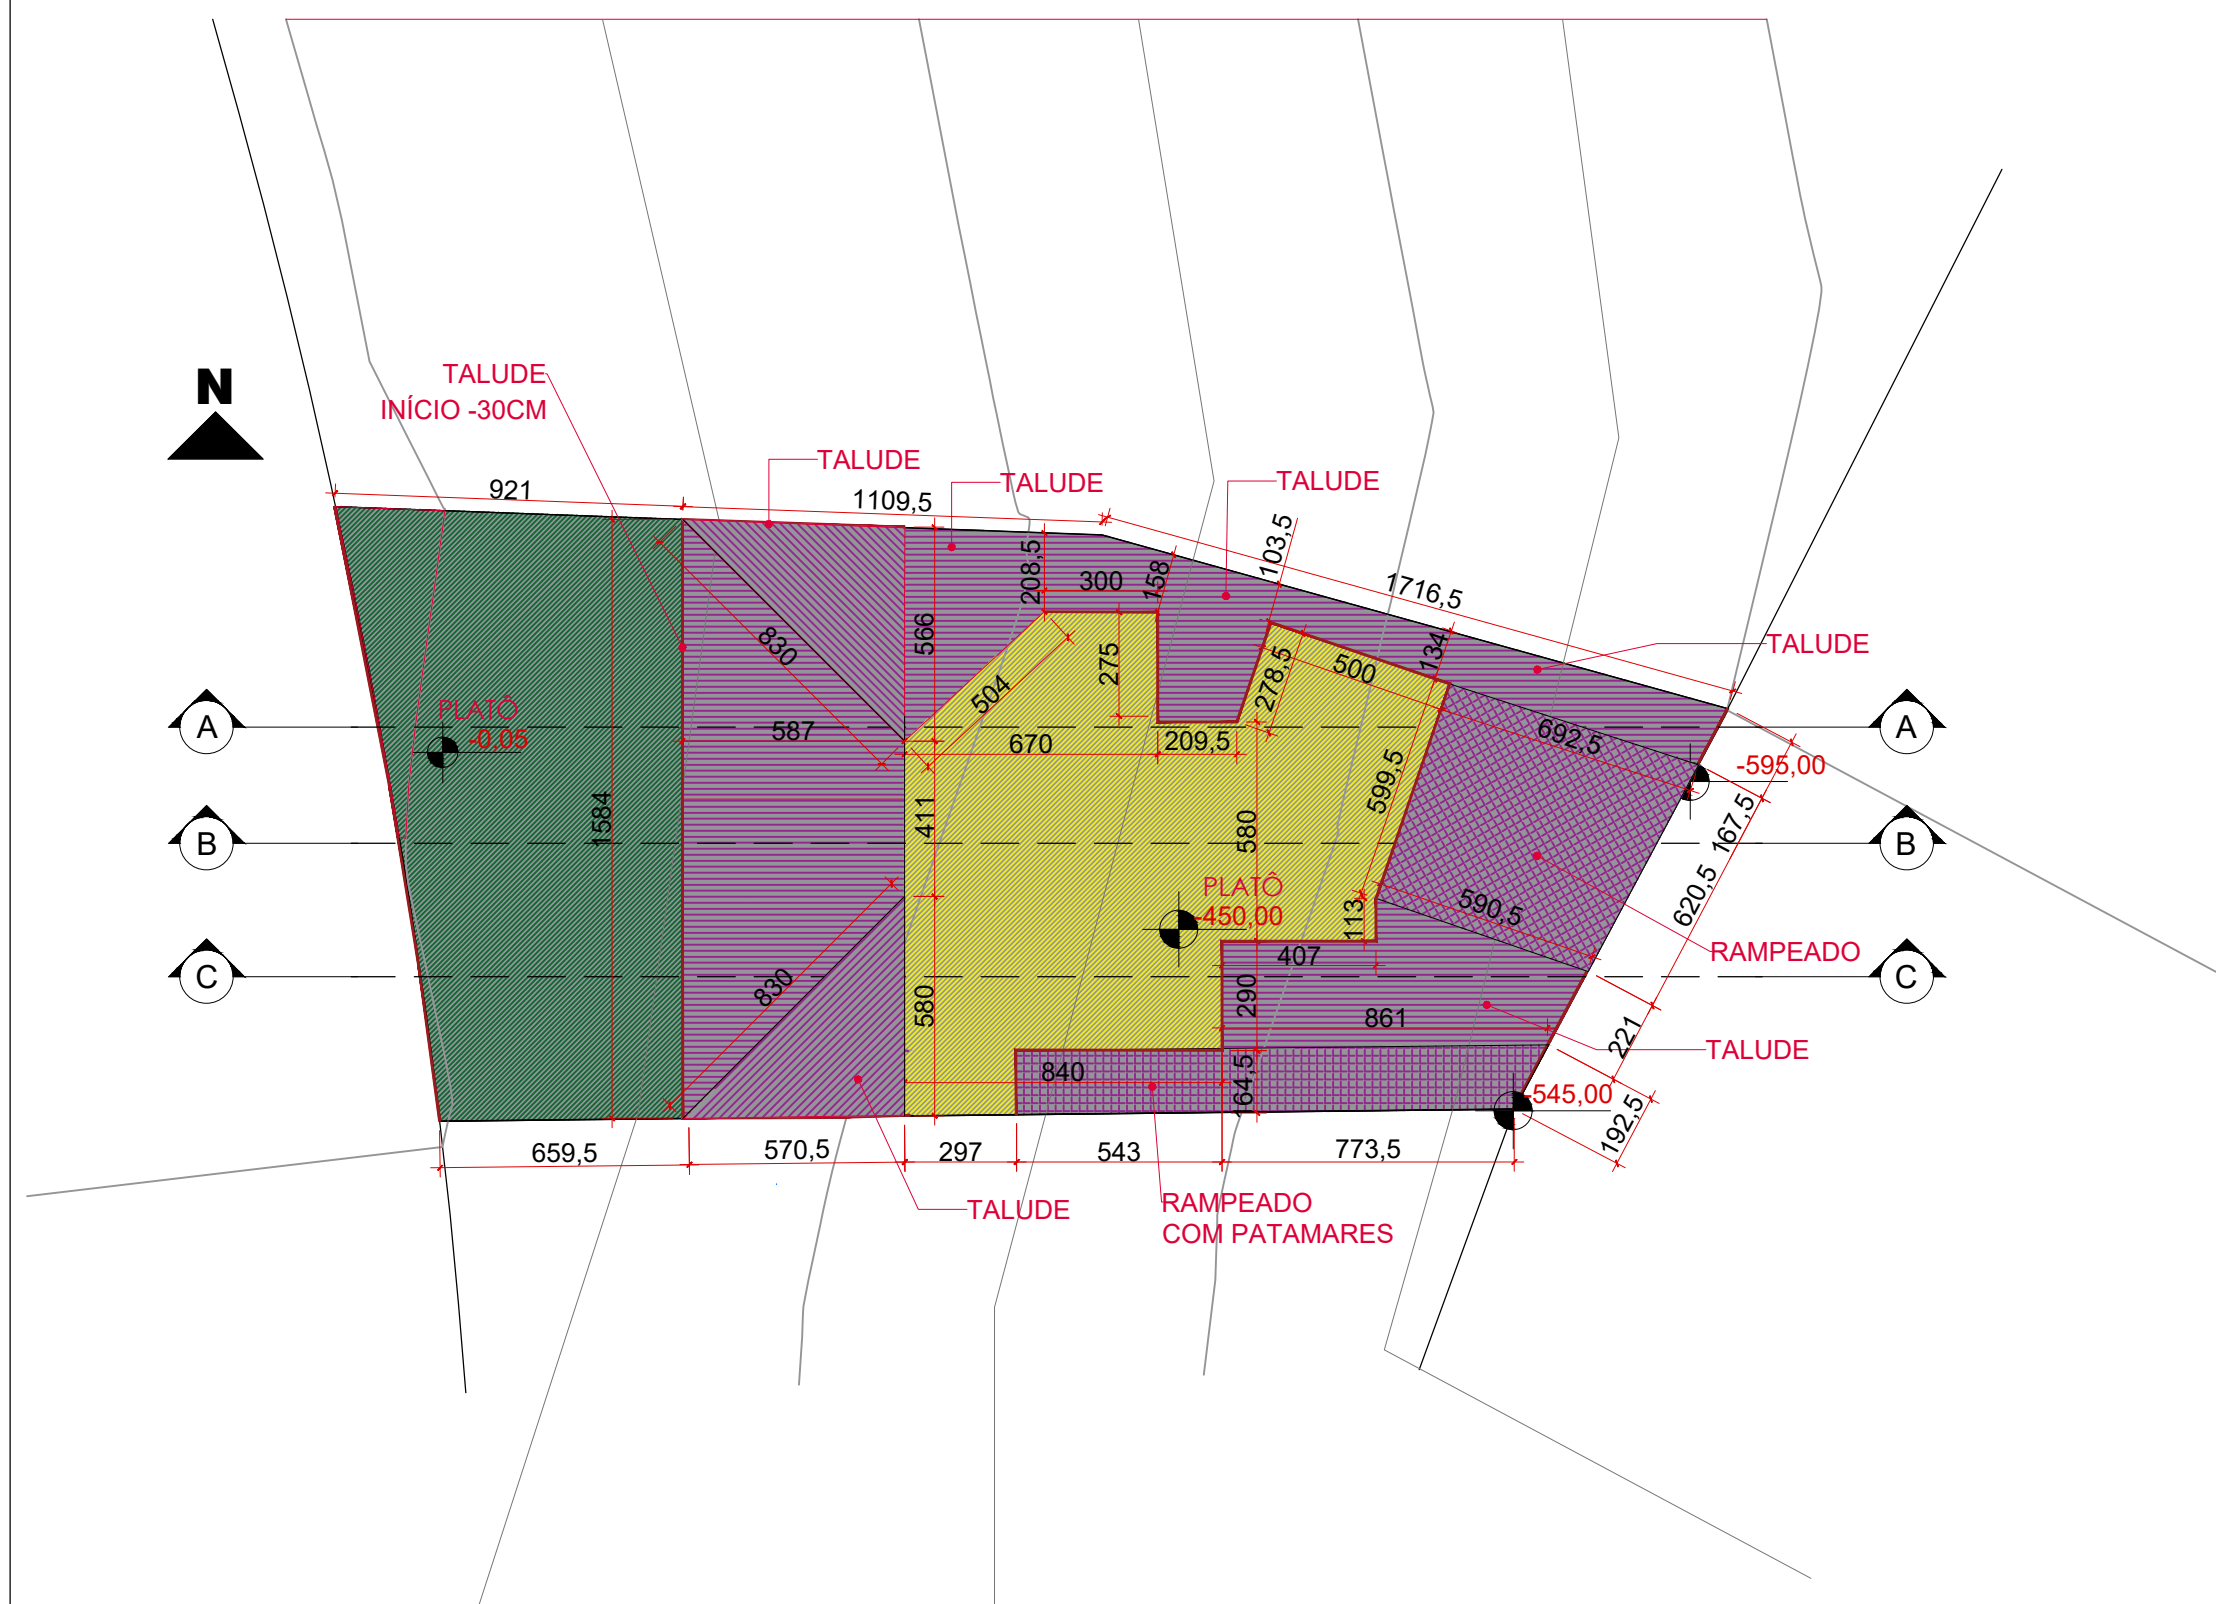 N
TALUDE
INÍCIO -30CM
TALUDE
TALUDE
TALUDE
TALUDE
921
1109,5
1716,5
208,5
300
158
103,5
134
566
830
275
504
278,5
500
692,5
587
670
209,5
599,5
PLATÔ
-0,05
-595,00
167,5
A
A
1584
411
580
B
B
PLATÔ
-450,00
113
590,5
620,5
RAMPEADO
407
C
C
830
580
290
861
221
TALUDE
840
164,5
-545,00
192,5
659,5
570,5
297
543
773,5
TALUDE
RAMPEADO
COM PATAMARES